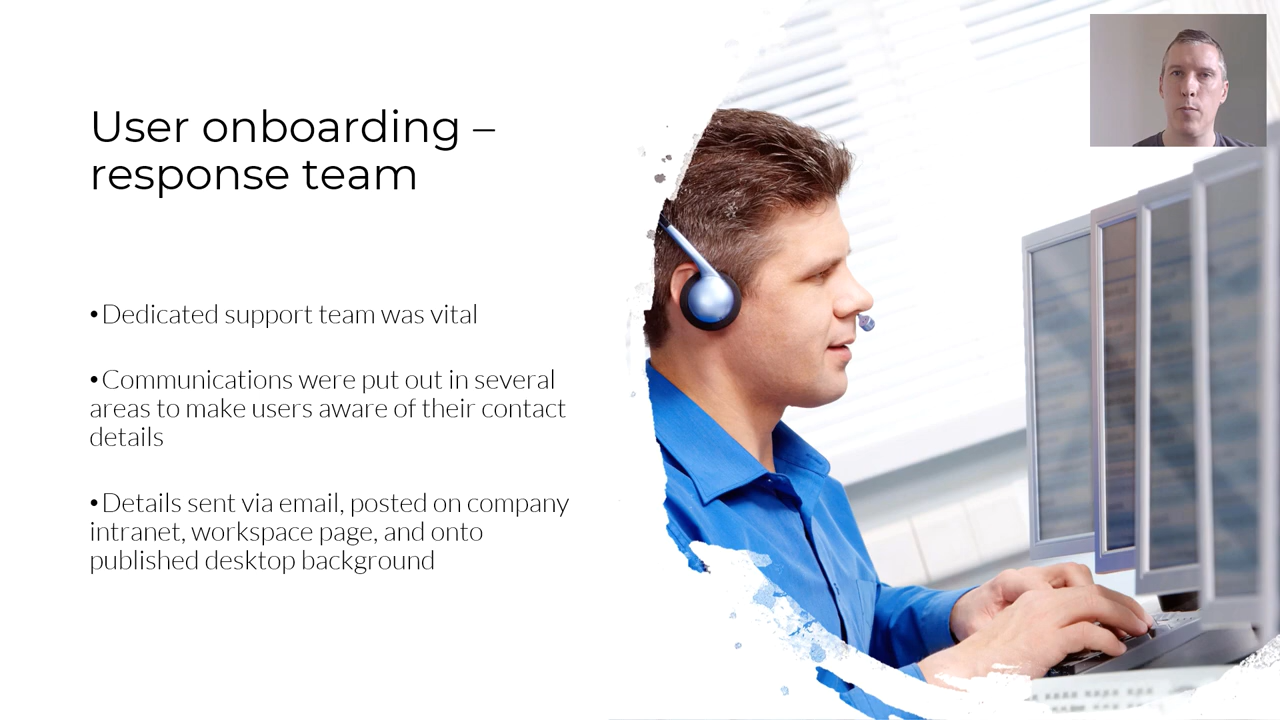 User onboarding –
response team
•Dedicated support team was vital
•Communications were put out in several
areas to make users aware of their contact
details
•Details sent via email, posted on company
intranet, workspace page, and onto
published desktop background